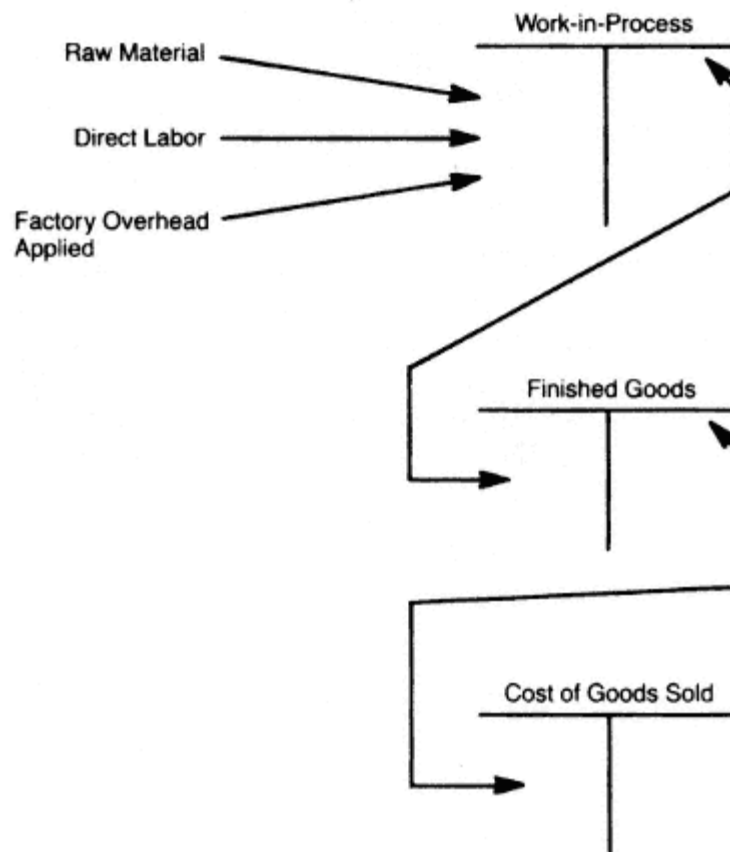 Work-in-Process
Raw Material
Direct Labor
Factory Overhead
Applied
Finished Goods
Cost of Goods Sold